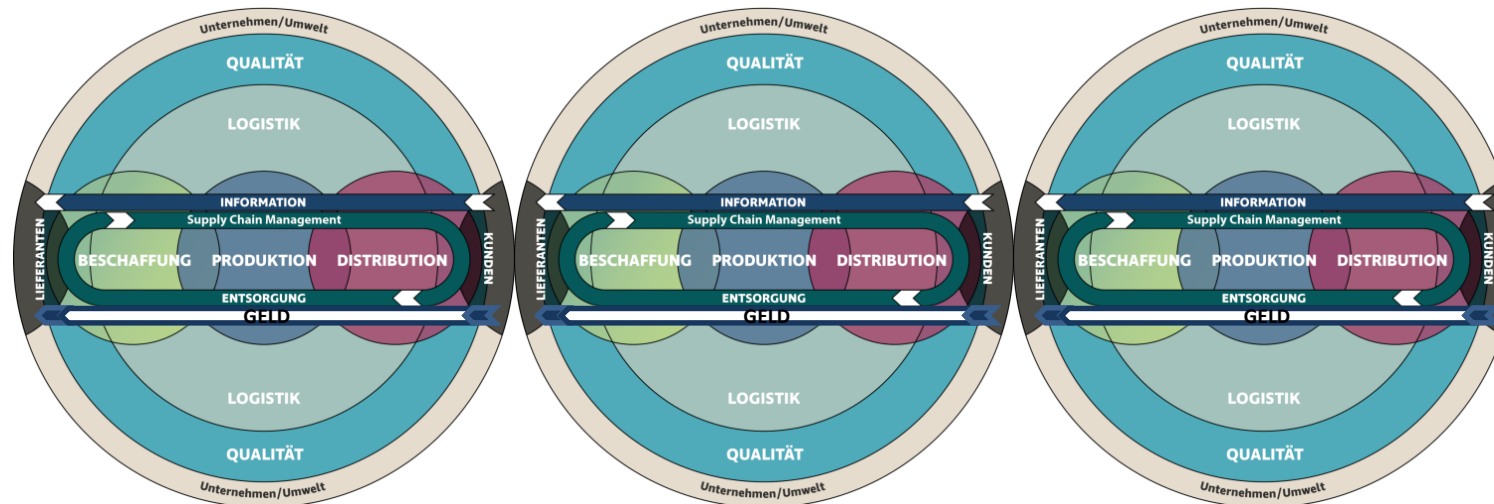 Unternehmen/Umwelt
QUALITÄT
LOGISTIK
INFORMATION
Supply Chain Management
LIEFERANTEN
BESCHAFFUNG PRODUKTION DISTRIBUTION
KUNDEN
ENTSORGUNG
GELD
LOGISTIK
QUALITÄT
Unternehmen/Umwelt
Unternehmen/Umwelt
QUALITÄT
LOGISTIK
INFORMATION
Supply Chain Management
LIEFERANTEN
BESCHAFFUNG PRODUKTION DISTRIBUTION
KUNDEN
ENTSORGUNG
GELD
LOGISTIK
QUALITÄT
Unternehmen/Umwelt
Unternehmen/Umwelt
QUALITÄT
LOGISTIK
INFORMATION
Supply Chain Management
LIEFERANTEN
BESCHAFFUNG PRODUKTION DISTRIBUTION
KUNDEN
ENTSORGUNG
GELD
LOGISTIK
QUALITÄT
Unternehmen/Umwelt